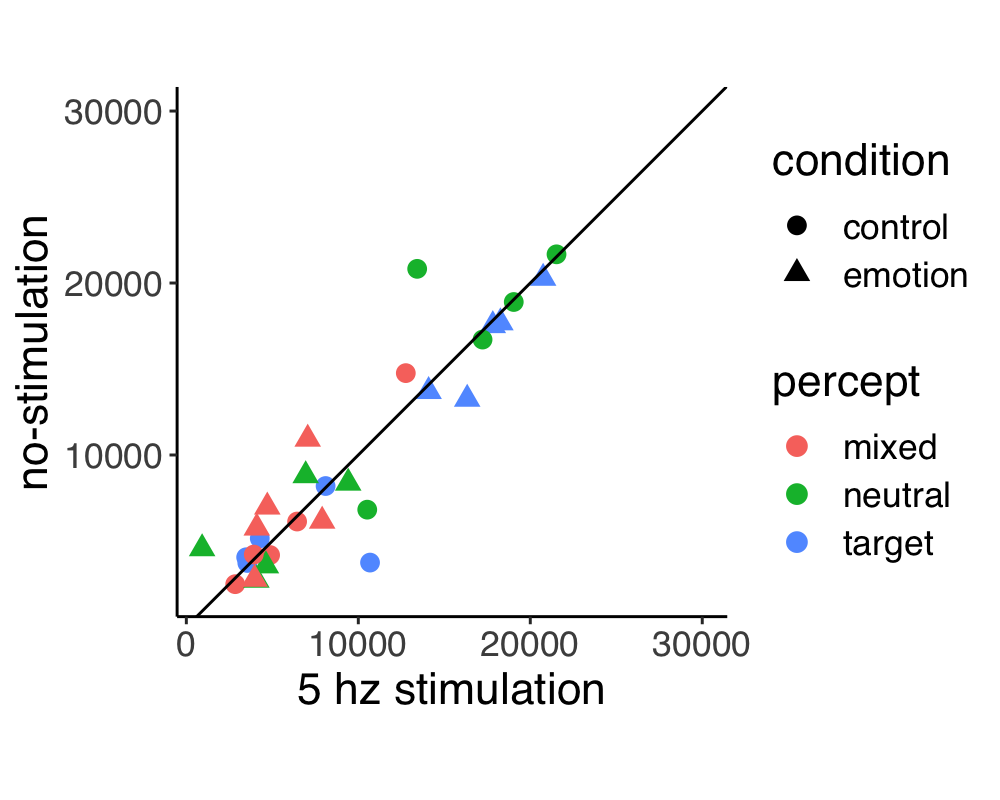 30000
20000
10000
no-stimulation
0
10000
20000
30000
5 hz stimulation
condition
control
emotion
percept
mixed
neutral
target